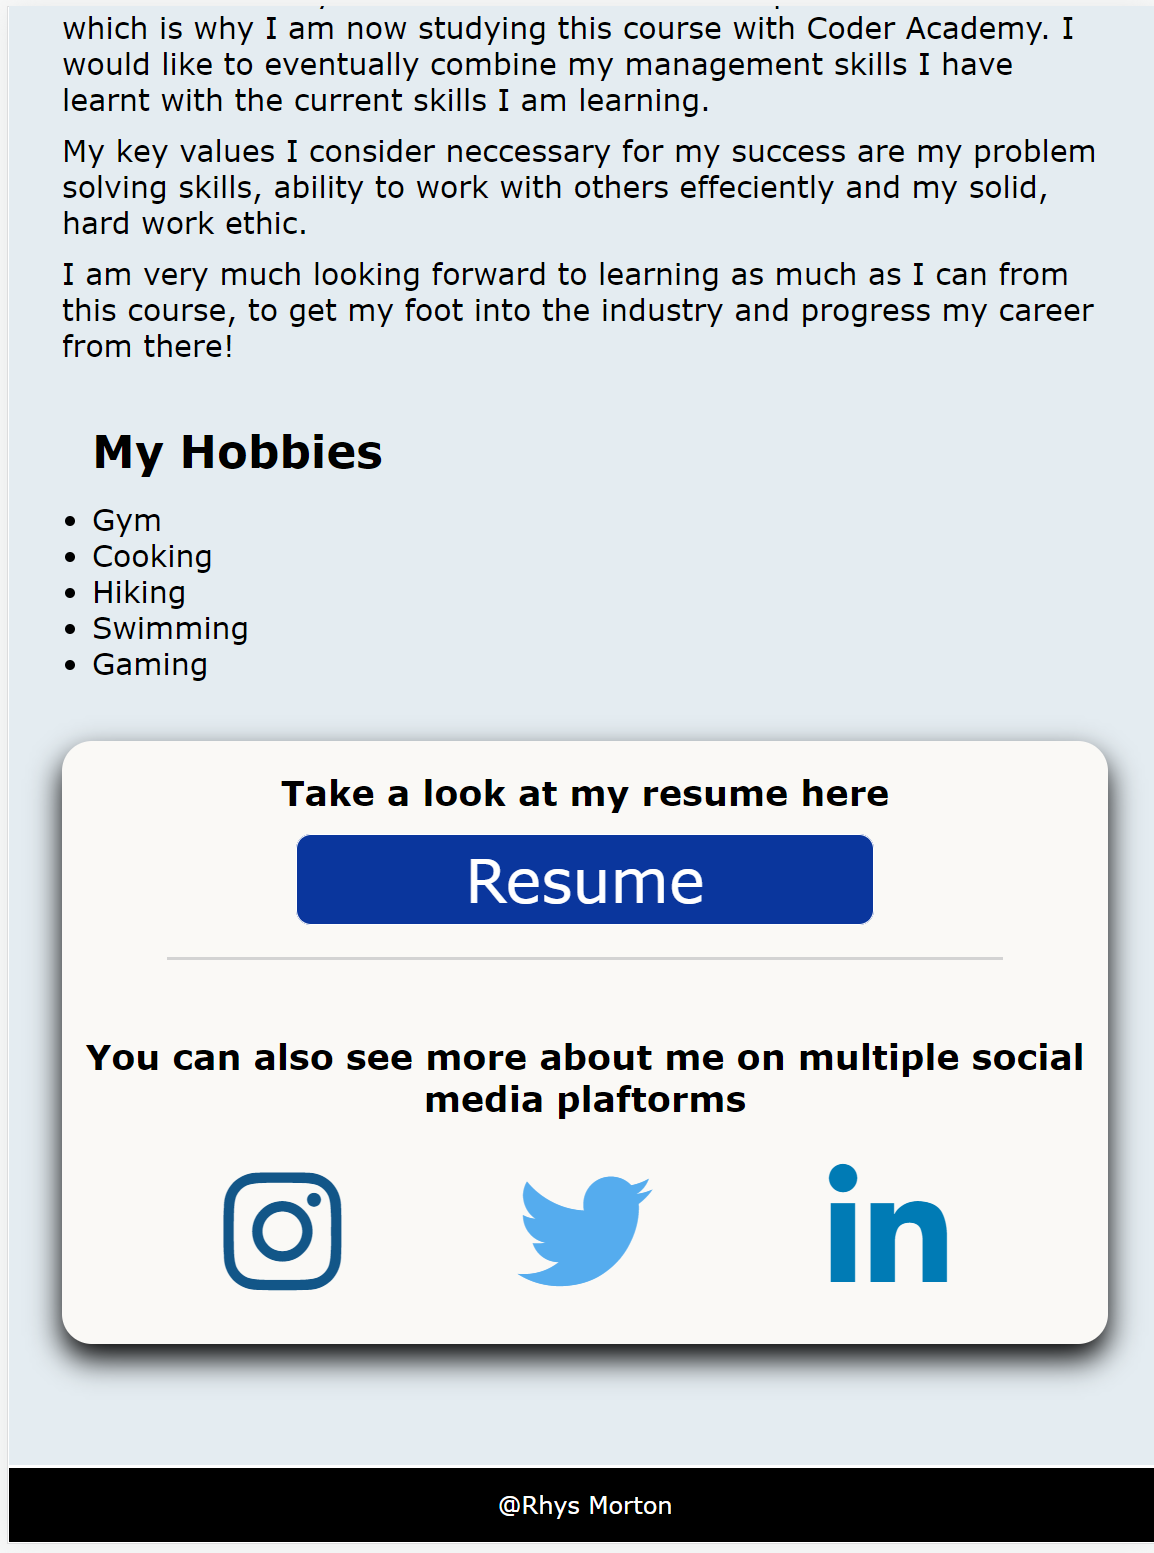 which is why I am now studying this course with Coder Academy. I
would like to eventually combine my management skills I have
learnt with the current skills I am learning.
My key values I consider neccessary for my success are my problem
solving skills, ability to work with others effeciently and my solid,
hard work ethic.
I am very much looking forward to learning as much as I can from
this course, to get my foot into the industry and progress my career
from there!
My Hobbies
• Gym
• Cooking
• Hiking
• Swimming
• Gaming
Take a look at my resume here
Resume
You can also see more about me on multiple social
media plaftorms
in
@Rhys Morton